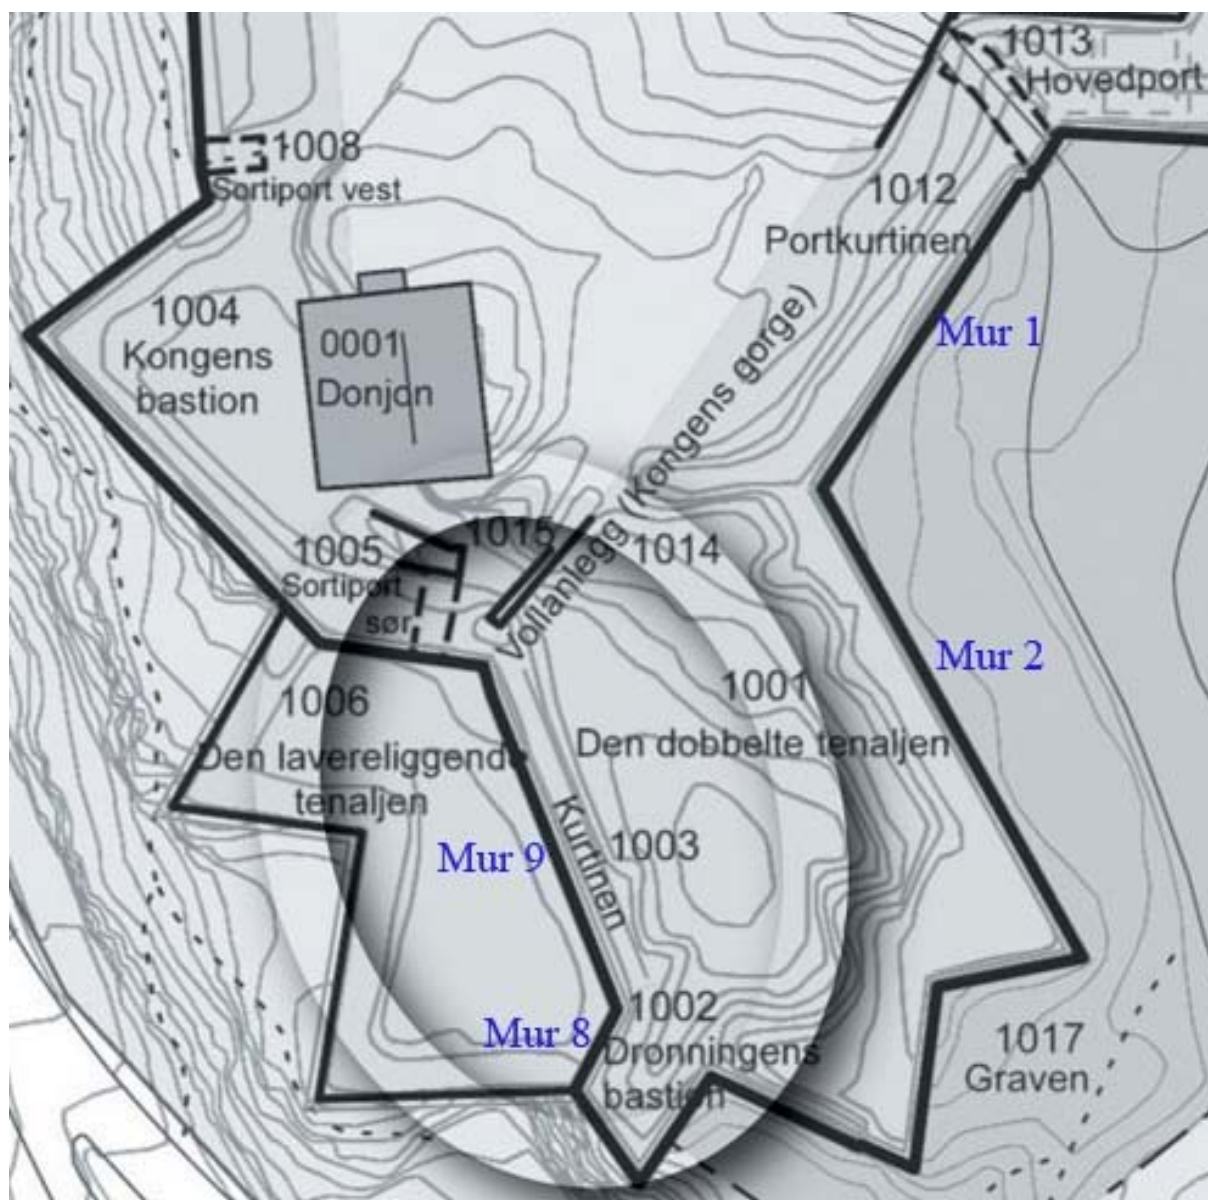 1013
Hovedport
1008
Sortiport vest
1012
Portkurtinen
1004
Kongens
bastion
0001
Donjon
Mur 1
Vollanlegg (Kongens gorge)
1015
1014
1005
Sortiport
sør
Mur 2
1001
1006
Den dobbelte tenaljen
Den lavereliggende
tenaljen
Kurtinen
1003
Mur 9
1002
Mur 8
Dronningens
bastion
1017
Graven